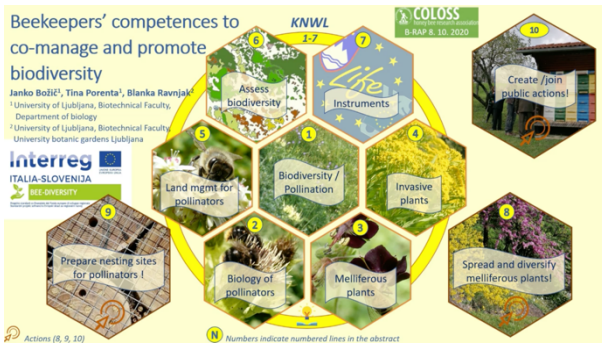 Beekeepers' competences to
co-manage and promote
biodiversity
Janko Božič¹, Tina Porenta¹, Blanka Ravnjak²
¹ University of Ljubljana, Biotechnical Faculty,
Department of biology
² University of Ljubljana, Biotechnical Faculty,
University botanic gardens Ljubljana
Interreg
ITALIA-SLOVENIJA
BEE-DIVERSITY
KNWL
1-7
COLOSS
honey bee research association
B-RAP 8. 10. 2020
6
Assess
biodiversity
7
Life
Instruments
10
Create /join
public actions!
5
Land mgmt for
pollinators
1
Biodiversity /
Pollination
4
Invasive
plants
9
Prepare nesting sites
for pollinators !
2
Biology of
pollinators
3
Melliferous
plants
8
Spread and diversify
melliferous plants!
Actions (8, 9, 10)
N Numbers indicate numbered lines in the abstract